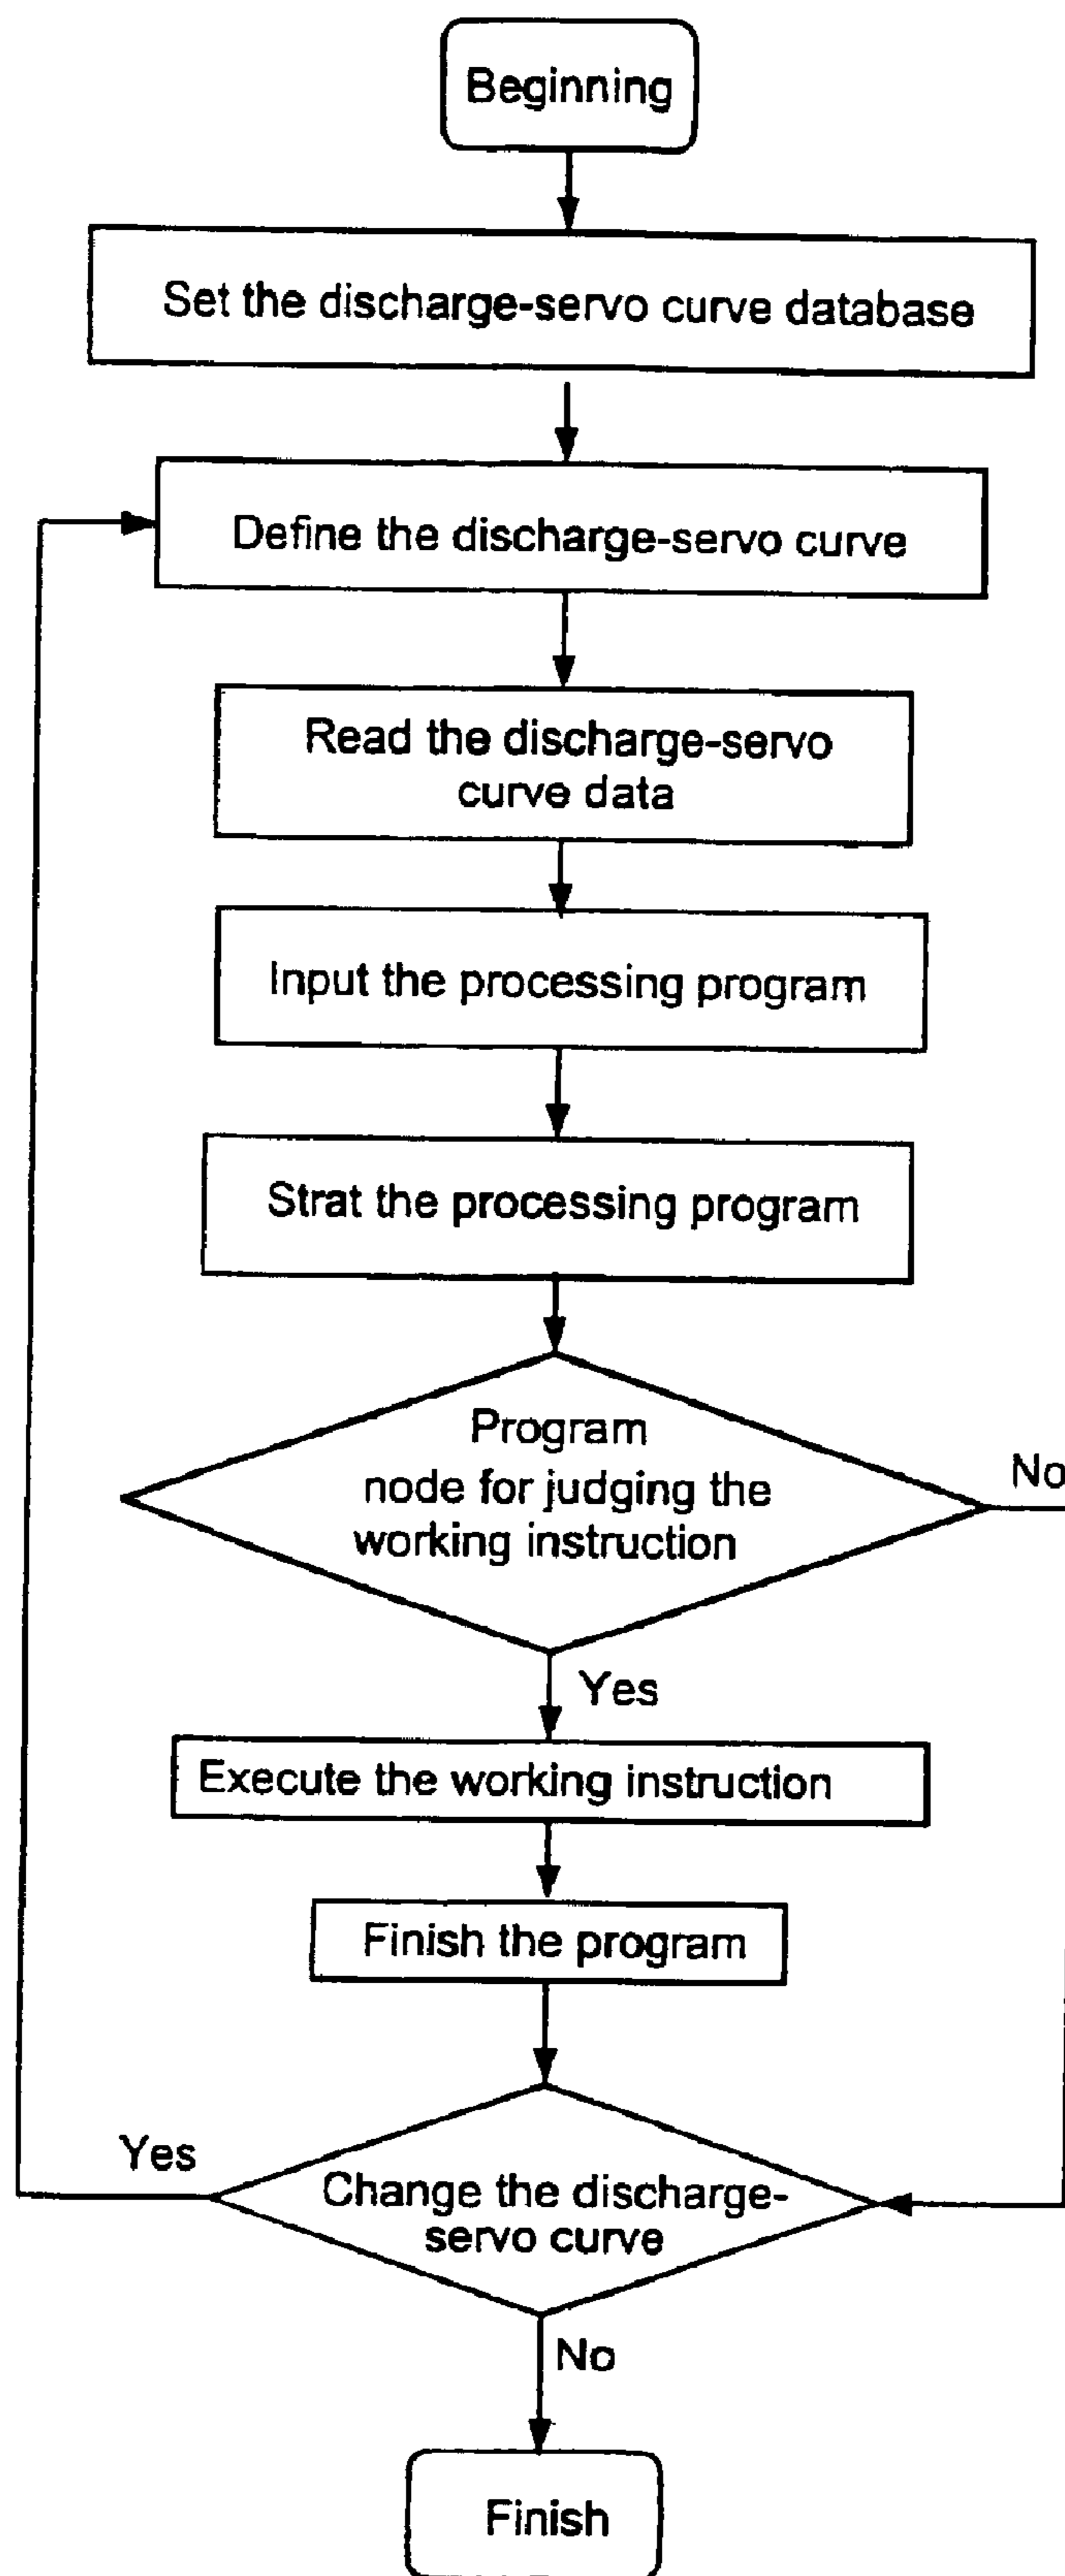 Beginning
Set the discharge-servo curve database
Define the discharge-servo curve
Read the discharge-servo
curve data
Input the processing program
Strat the processing program
Program
node for judging the
working instruction
No
Yes
Execute the working instruction
Finish the program
Yes
Change the discharge-
servo curve
No
Finish